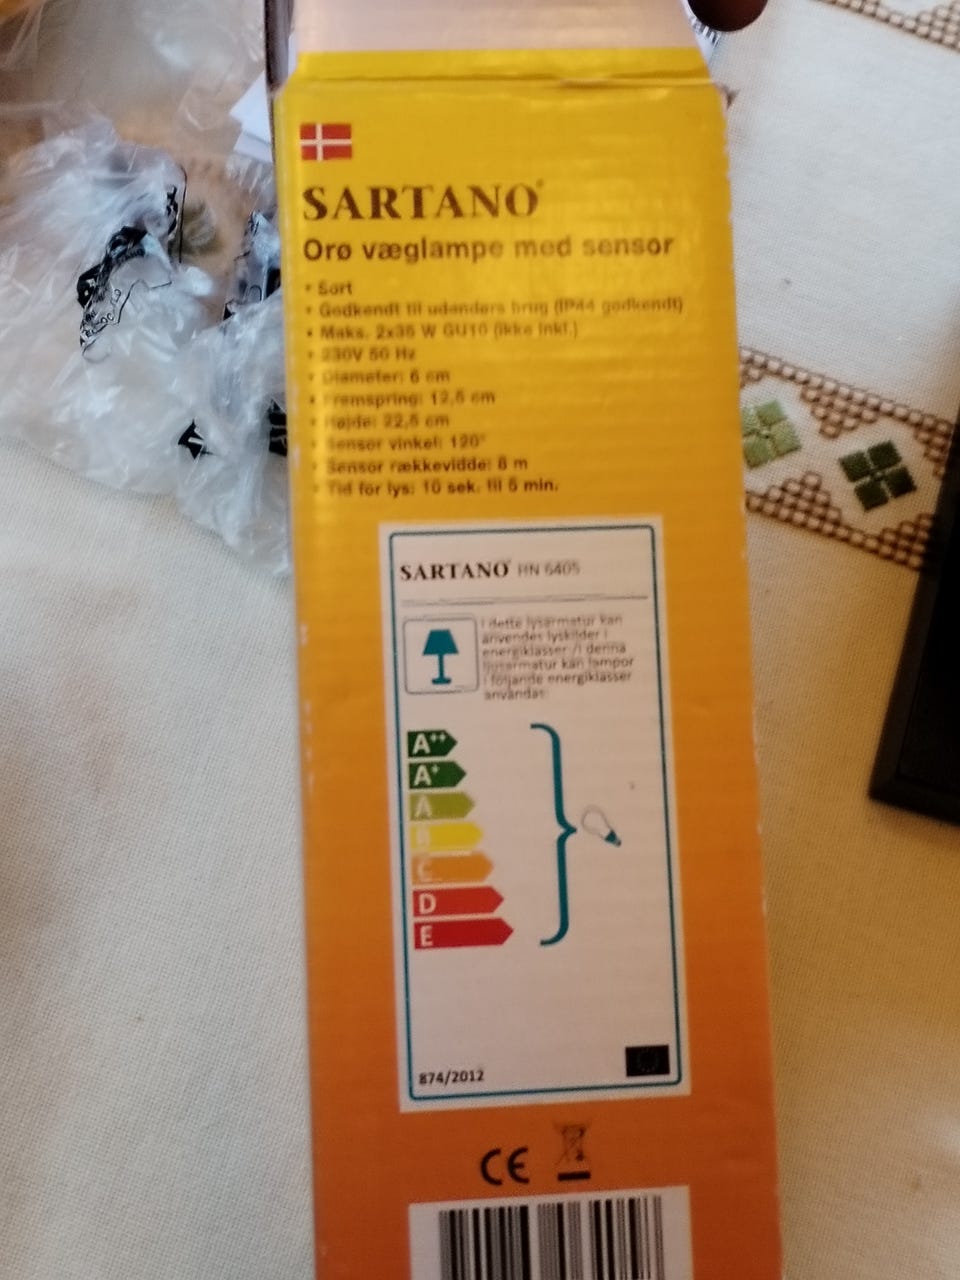 SARTANO®
Orø væglampe med sensor
• Sort
• Godkendt til udendørs brug (IP44 godkendt)
• Maks. 2x35 W GU10 (ikke inkl.)
• 230V 50 Hz
• Diameter: 6 cm
• Fremspring: 12,5 cm
• Højde: 22,5 cm
• Sensor vinkel: 120°
• Sensor rækkevidde: 8 m
• Tid for lys: 10 sek. til 5 min.
SARTANO® HN 6405
I dette lysarmatur kan
anvendes lyskilder i
energiklasser /I denna
ljusarmatur kan lampor
i följande energiklasser
användas:
A++
A+
A
B
C
D
E
874/2012
CE